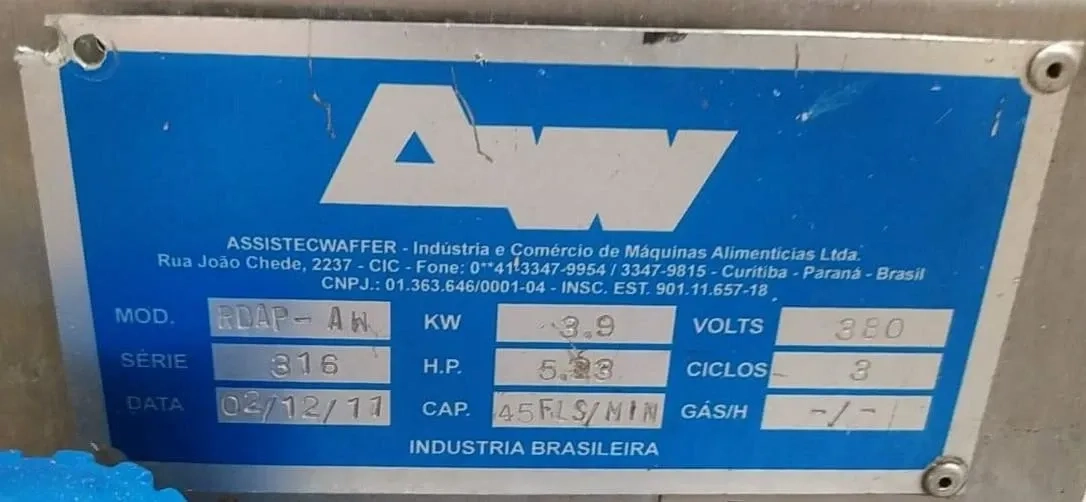 AW
ASSISTECWAFFER - Indústria e Comércio de Máquinas Alimentícias Ltda.
Rua João Chede, 2237 - CIC - Fone: 0**41 3347-9954 / 3347-9815 - Curitiba - Paraná - Brasil
CNPJ.: 01.363.646/0001-04 - INSC. EST. 901.11.657-18
MOD. RDAP-AW KW 3.9 VOLTS 380
SÉRIE 316 H.P. 5.23 CICLOS 3
DATA 02/12/11 CAP. 45FLS/MIN GÁS/H -/-
INDUSTRIA BRASILEIRA